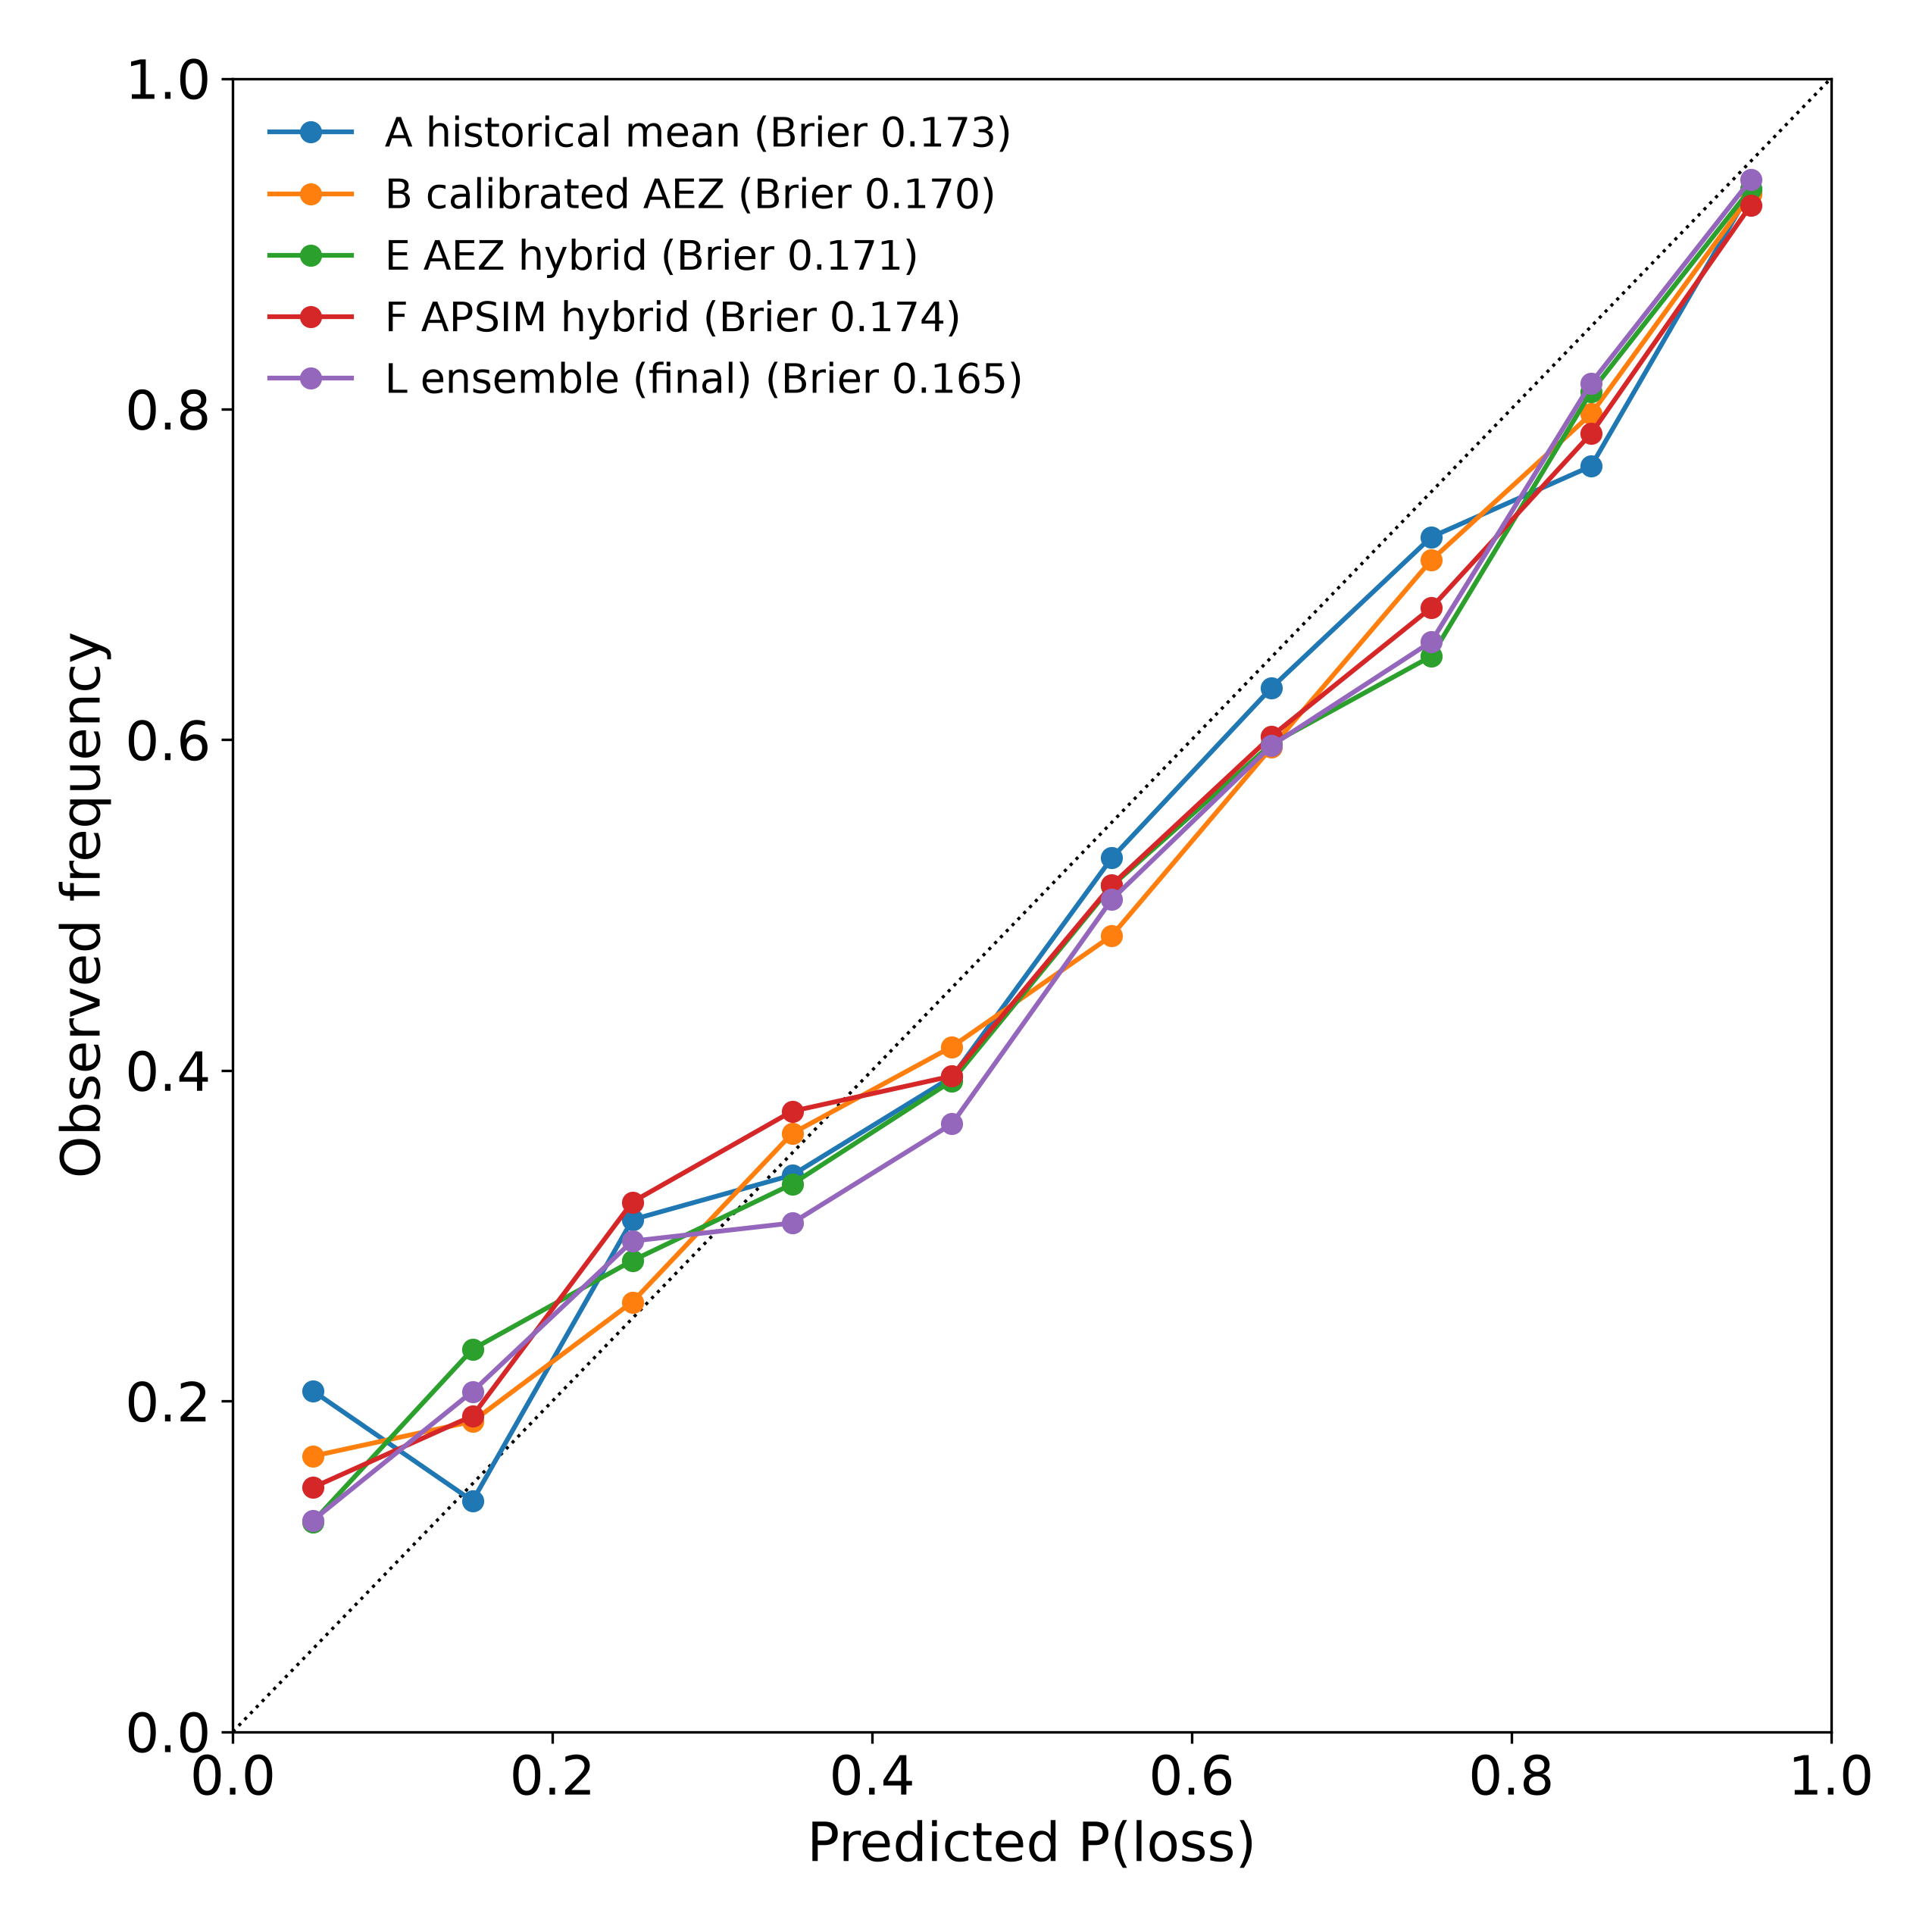 1.0
0.8
0.6
0.4
0.2
0.0
Observed frequency
A historical mean (Brier 0.173)
B calibrated AEZ (Brier 0.170)
E AEZ hybrid (Brier 0.171)
F APSIM hybrid (Brier 0.174)
L ensemble (final) (Brier 0.165)
0.0 0.2 0.4 0.6 0.8 1.0
Predicted P(loss)